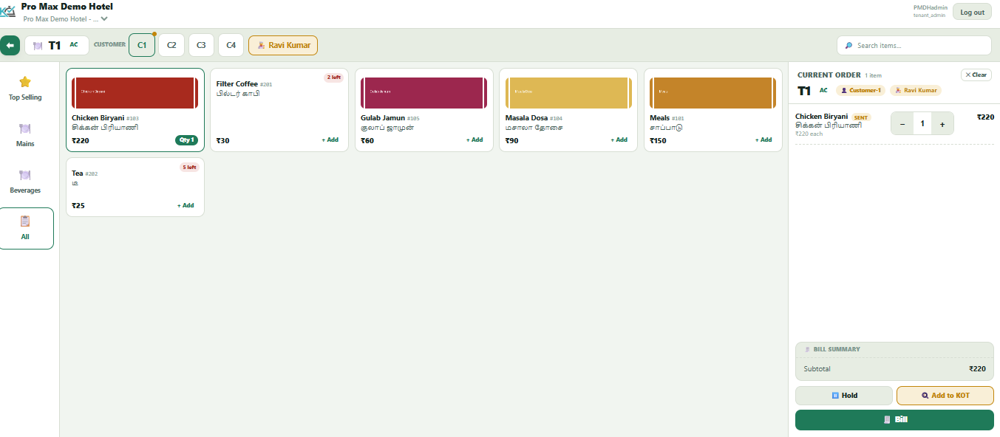 Pro Max Demo Hotel
Pro Max Demo Hotel - ...
PMDHadmin
tenant_admin
Log out
T1 AC CUSTOMER C1 C2 C3 C4 Ravi Kumar
Search items...
Top Selling
Mains
Beverages
All
Chicken Biryani
Chicken Biryani #103
சிக்கன் பிரியாணி
₹220 Qty 1
2 left
Filter Coffee #201
பில்டர் காபி
₹30 + Add
Gulab Jamun
Gulab Jamun #105
குலாப் ஜாமுன்
₹60 + Add
Masala Dosa
Masala Dosa #104
மசாலா தோசை
₹90 + Add
Meals
Meals #101
சாப்பாடு
₹150 + Add
5 left
Tea #202
டீ
₹25 + Add
CURRENT ORDER 1 item
× Clear
T1 AC Customer-1 Ravi Kumar
Chicken Biryani SENT
சிக்கன் பிரியாணி
₹220 each
− 1 +
₹220
BILL SUMMARY
Subtotal ₹220
Hold
Add to KOT
Bill